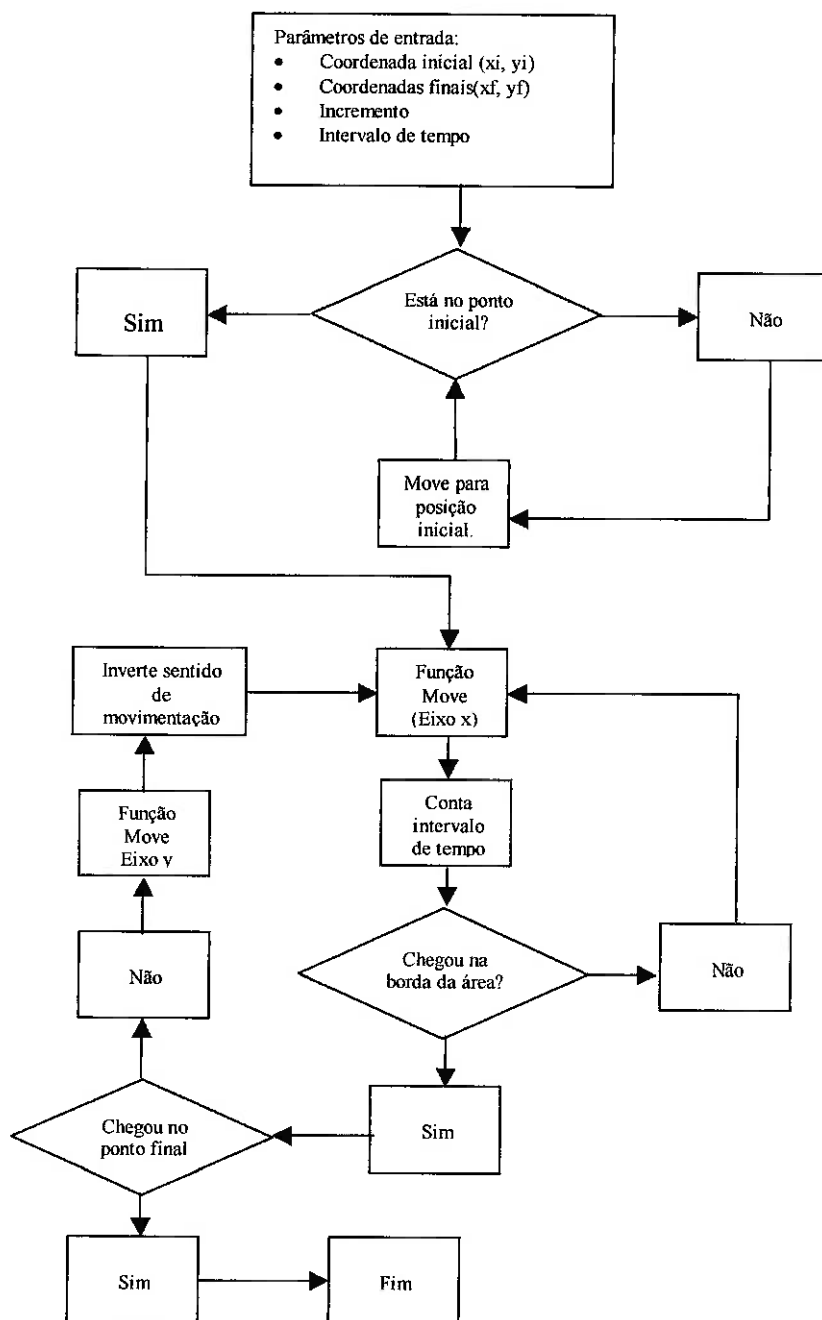 Parâmetros de entrada:
• Coordenada inicial (xi, yi)
• Coordenadas finais(xf, yf)
• Incremento
• Intervalo de tempo
Está no ponto
inicial?
Sim
Não
Move para
posição
inicial.
Inverte sentido
de
movimentação
Função
Move
(Eixo x)
Função
Move
Eixo y
Conta
intervalo
de tempo
Não
Chegou na
borda da área?
Não
Chegou no
ponto final
Sim
Sim
Fim